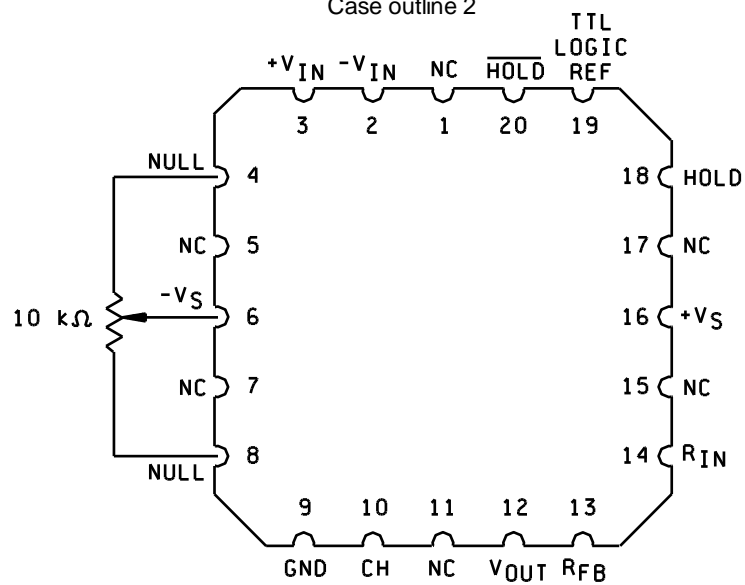 Case outline 2
TTL
LOGIC
+VIN -VIN NC HOLD REF
3 2 1 20 19
NULL 4 18 HOLD
NC 5 17 NC
10 kΩ -VS 6 16 +VS
NC 7 15 NC
8 14 RIN
NULL
9 10 11 12 13
GND CH NC VOUT RFB